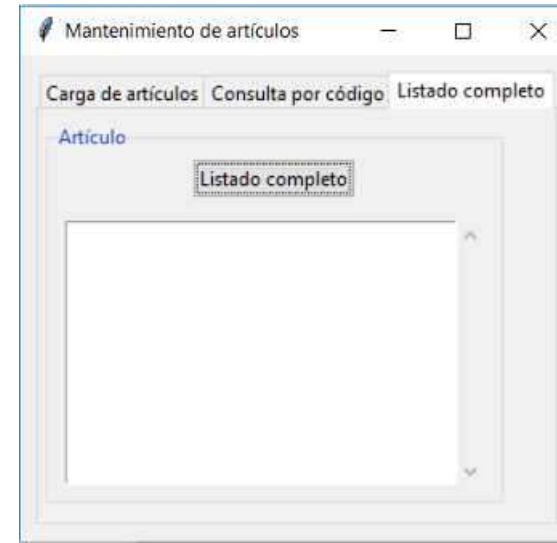 Mantenimiento de artículos
Carga de artículos Consulta por código Listado completo
Artículo
Listado completo